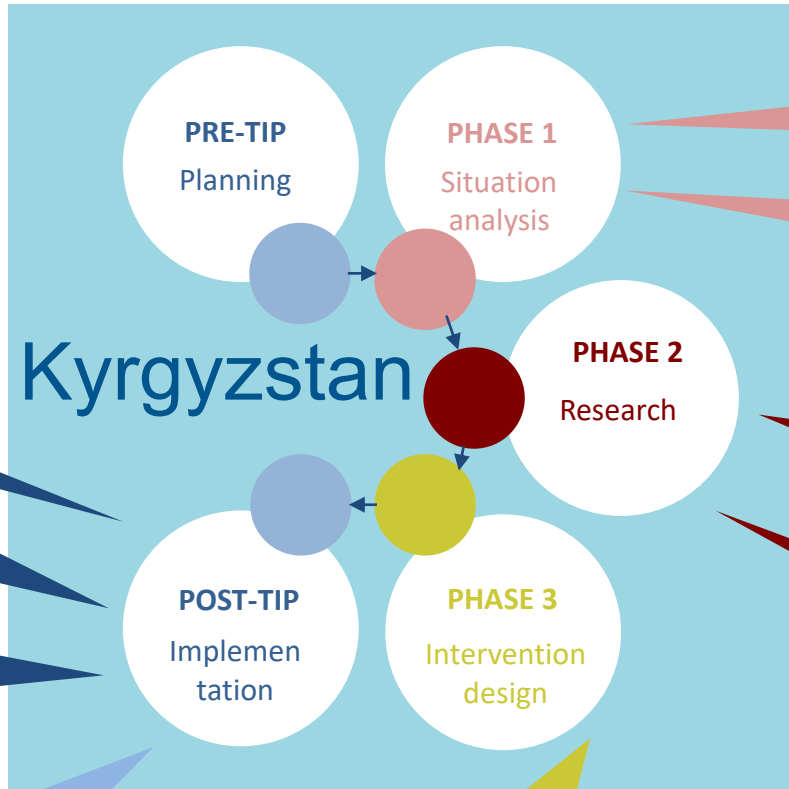 PRE-TIP
Planning
PHASE 1
Situation
analysis
Kyrgyzstan
PHASE 2
Research
POST-TIP
Implemen
tation
PHASE 3
Intervention
design